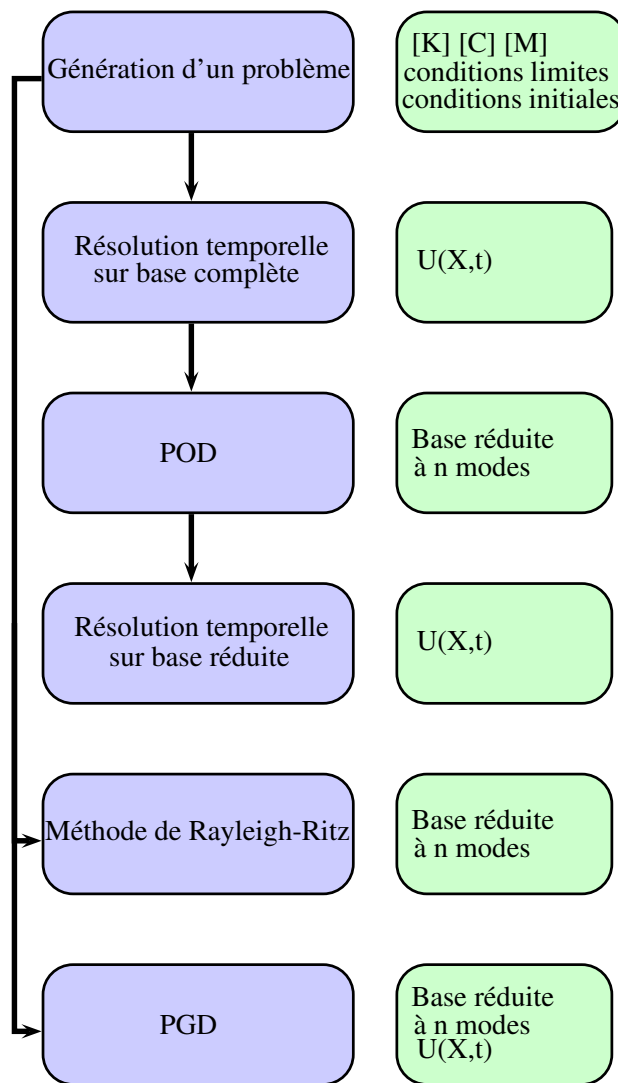 Génération d'un problème
[K] [C] [M]
conditions limites
conditions initiales
Résolution temporelle
sur base complète
U(X,t)
POD
Base réduite
à n modes
Résolution temporelle
sur base réduite
U(X,t)
Méthode de Rayleigh-Ritz
Base réduite
à n modes
PGD
Base réduite
à n modes
U(X,t)